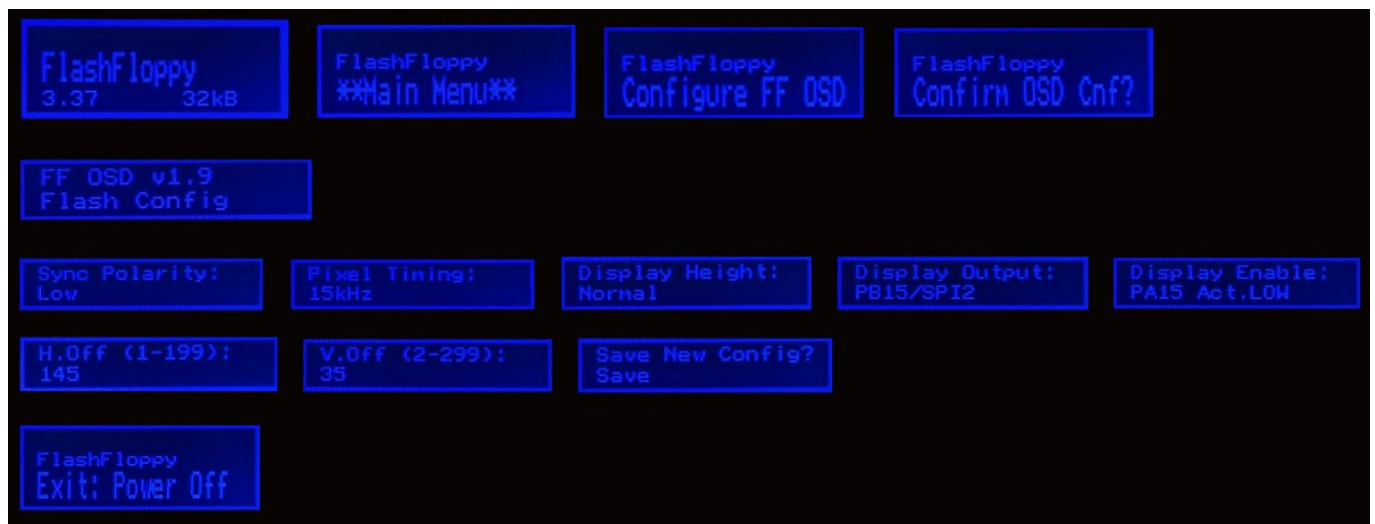 FlashFloppy
3.37 32kB
FlashFloppy
**Main Menu**
FlashFloppy
Configure FF OSD
FlashFloppy
Confirm OSD Cnf?
FF OSD v1.9
Flash Config
Sync Polarity:
Low
Pixel Timing:
15kHz
Display Height:
Normal
Display Output:
PB15/SPI2
Display Enable:
PA15 Act.LOW
H.Off (1-199):
145
V.Off (2-299):
35
Save New Config?
Save
FlashFloppy
Exit: Power Off